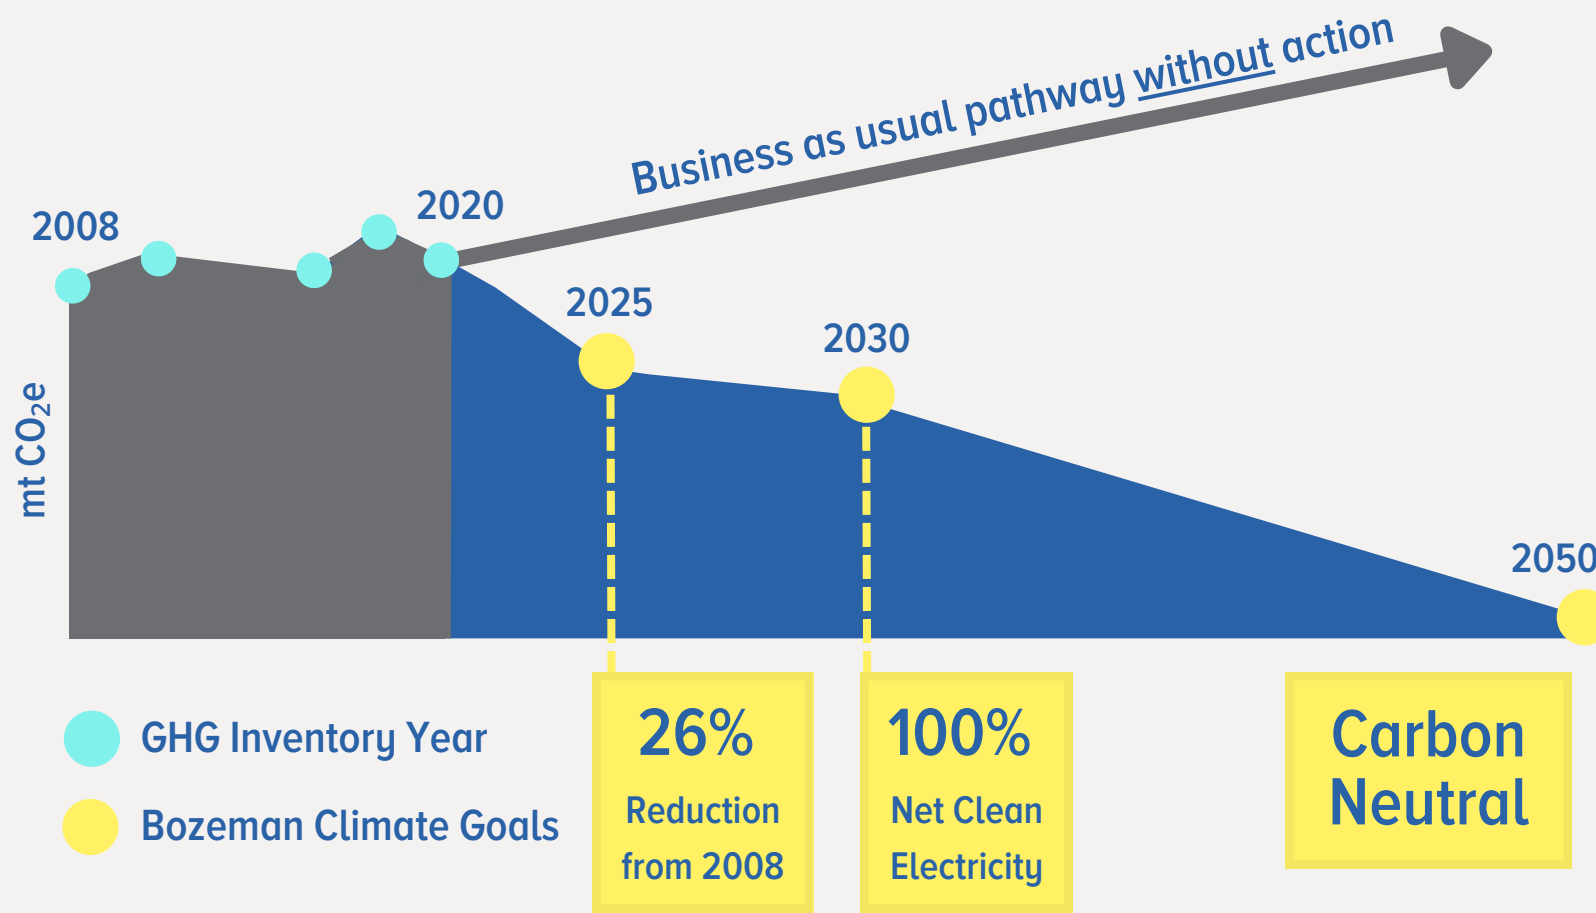 Business as usual pathway without action
2008
2020
2025
2030
mt CO₂e
2050
GHG Inventory Year
Bozeman Climate Goals
26%
Reduction
from 2008
100%
Net Clean
Electricity
Carbon
Neutral